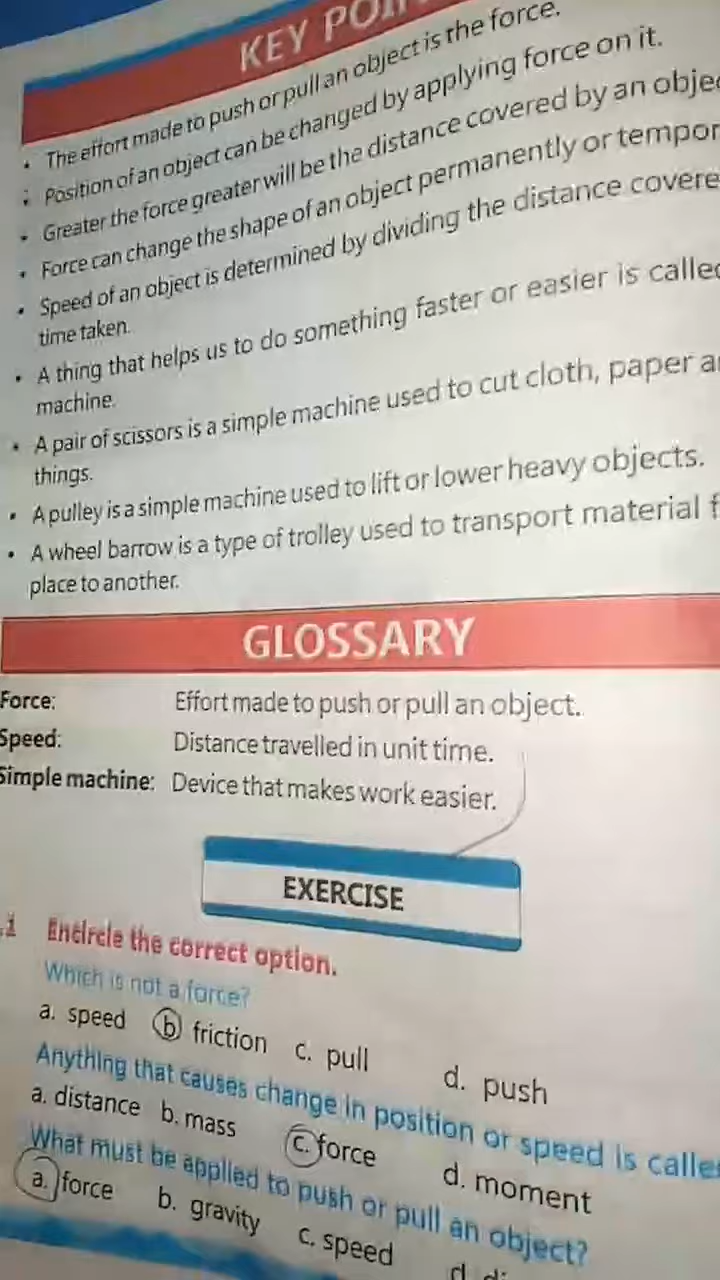 KEY
• The effort made to push or pull an object is the force.
• Position of an object can be changed by applying force on it.
• Greater the force greater will be the distance covered by an
• Force can change the shape of an object permanently or
• Speed of an object is determined by dividing the distance
time taken.
• A thing that helps us to do something faster or easier is
machine.
• A pair of scissors is a simple machine used to cut cloth, paper
things.
• A pulley is a simple machine used to lift or lower heavy objects.
• A wheel barrow is a type of trolley used to transport material
place to another.
GLOSSARY
Force: Effort made to push or pull an object.
Speed: Distance travelled in unit time.
Simple machine: Device that makes work easier.
EXERCISE
.1 Encircle the correct option.
Which is not a force?
a. speed b friction c. pull d. push
Anything that causes change in position or speed is
a. distance b. mass c. force d. moment
What must be applied to push or pull an object?
a. force b. gravity c. speed